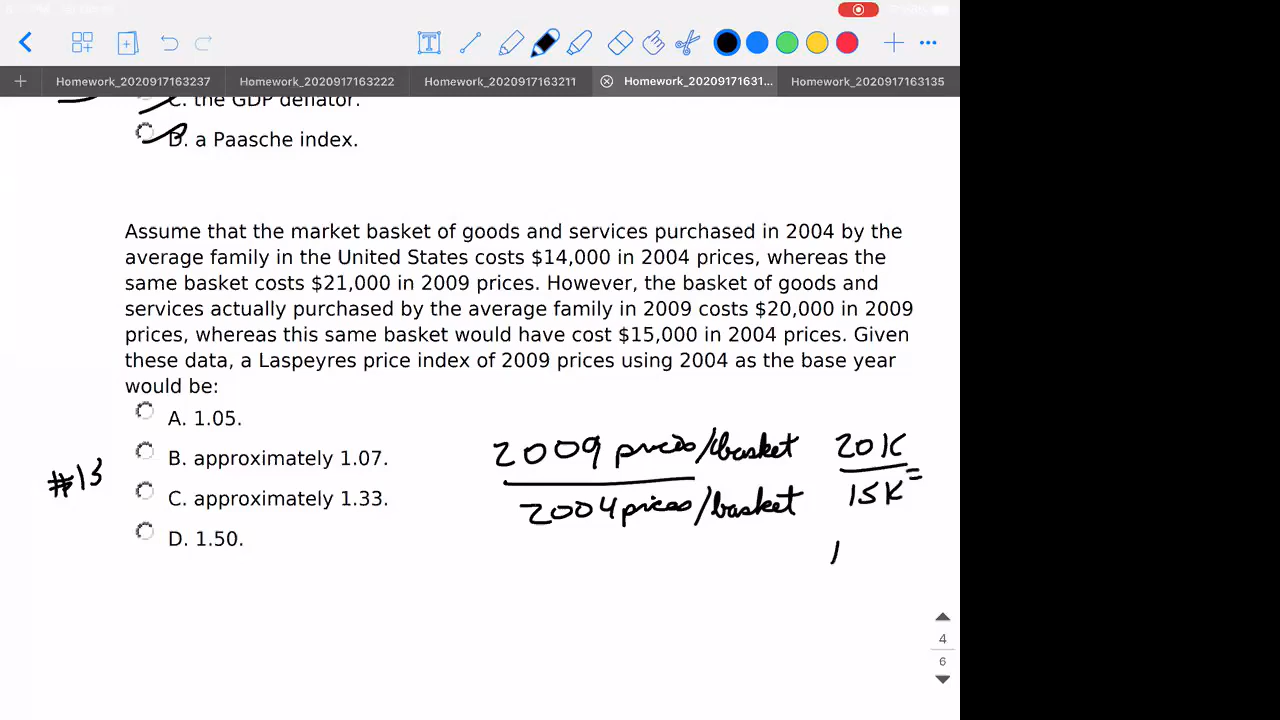 Homework_2020917163237 Homework_2020917163222 Homework_2020917163211 Homework_20209171631... Homework_2020917163135
C. the GDP deflator.
D. a Paasche index.
Assume that the market basket of goods and services purchased in 2004 by the
average family in the United States costs $14,000 in 2004 prices, whereas the
same basket costs $21,000 in 2009 prices. However, the basket of goods and
services actually purchased by the average family in 2009 costs $20,000 in 2009
prices, whereas this same basket would have cost $15,000 in 2004 prices. Given
these data, a Laspeyres price index of 2009 prices using 2004 as the base year
would be:
A. 1.05.
B. approximately 1.07.
C. approximately 1.33.
D. 1.50.
#13
2009 prices/basket
2004 prices/basket
20K
15K =
1
4
6